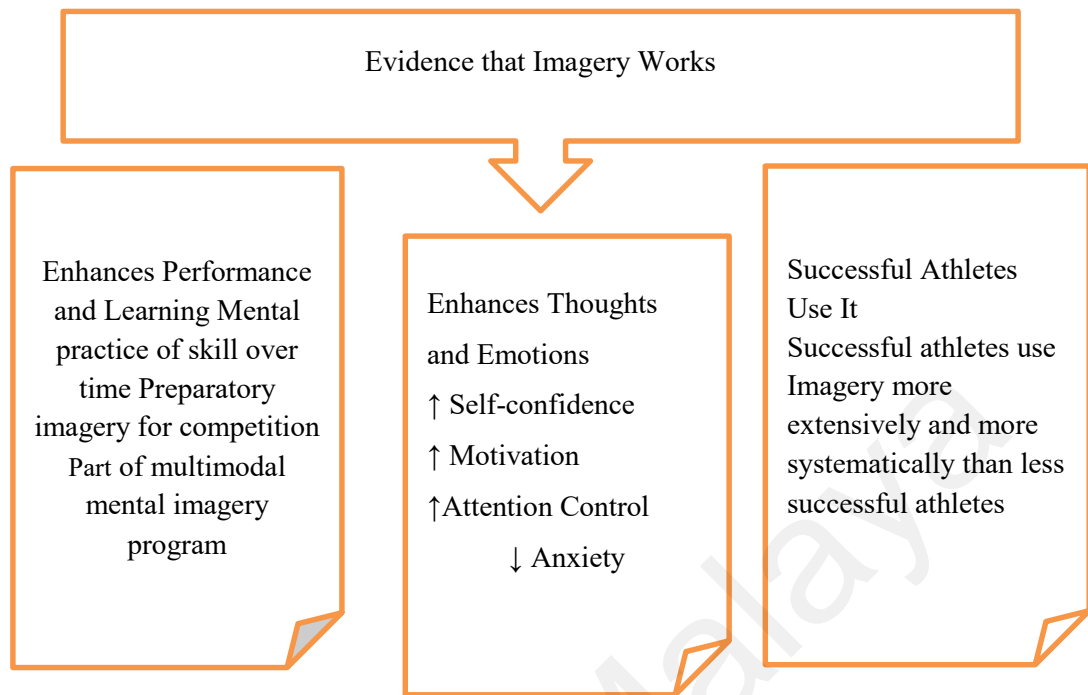 Evidence that Imagery Works
Enhances Performance
and Learning Mental
practice of skill over
time Preparatory
imagery for competition
Part of multimodal
mental imagery
program
Enhances Thoughts
and Emotions
↑ Self-confidence
↑ Motivation
↑Attention Control
↓ Anxiety
Successful Athletes
Use It
Successful athletes use
Imagery more
extensively and more
systematically than less
successful athletes
Malaya